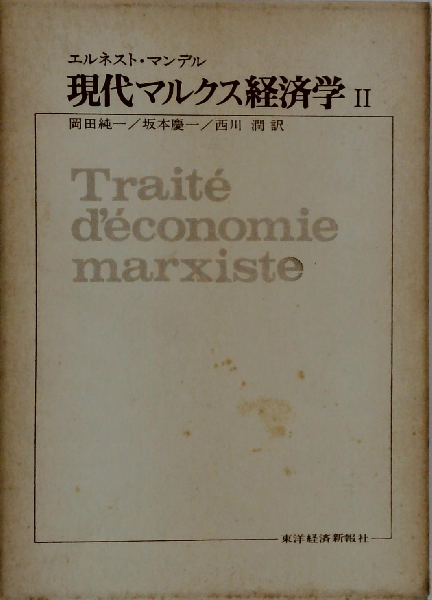 エルネスト・マンデル
現代マルクス経済学 II
岡田純一／坂本慶一／西川 潤 訳
Traité
d'économie
marxiste
東洋経済新報社